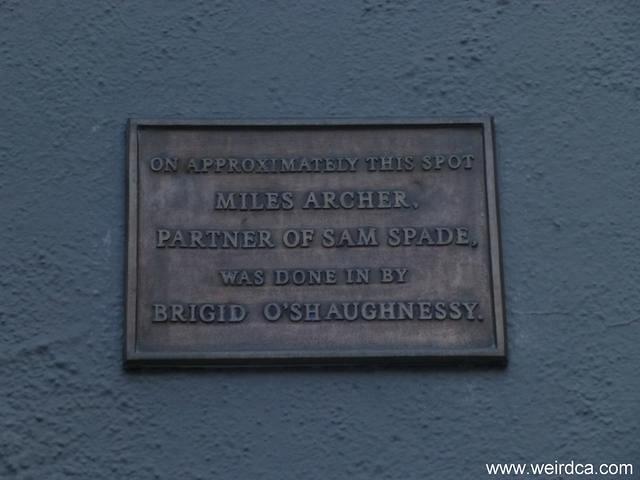 ON APPROXIMATELY THIS SPOT
MILES ARCHER,
PARTNER OF SAM SPADE,
WAS DONE IN BY
BRIGID O'SHAUGHNESSY.
www.weirdca.com